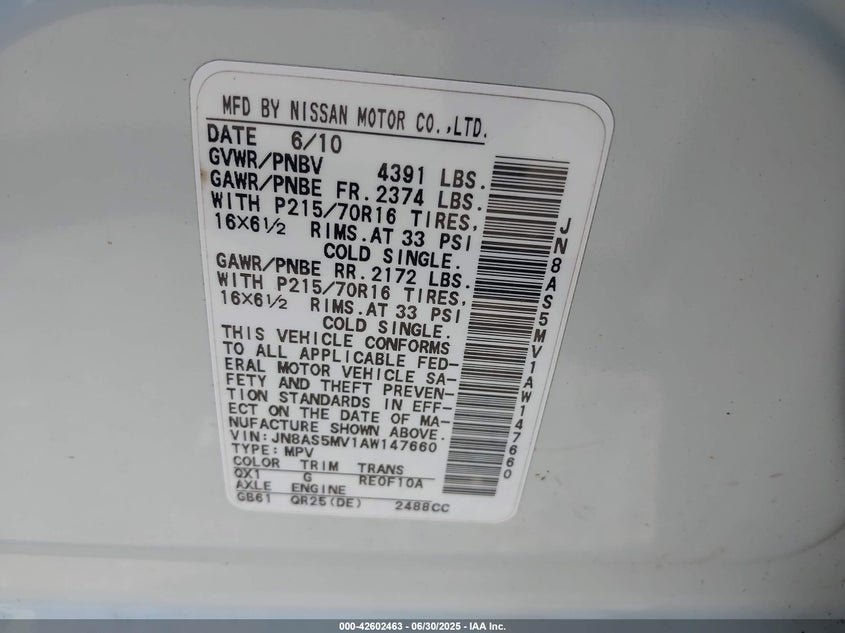 MFD BY NISSAN MOTOR CO.,LTD.
DATE 6/10
GVWR/PNBV 4391 LBS.
GAWR/PNBE FR. 2374 LBS.
WITH P215/70R16 TIRES,
16X6½ RIMS.AT 33 PSI
COLD SINGLE.
GAWR/PNBE RR. 2172 LBS.
WITH P215/70R16 TIRES,
16X6½ RIMS.AT 33 PSI
COLD SINGLE.
THIS VEHICLE CONFORMS
TO ALL APPLICABLE FED-
ERAL MOTOR VEHICLE SA-
FETY AND THEFT PREVEN-
TION STANDARDS IN EFF-
ECT ON THE DATE OF MA-
NUFACTURE SHOWN ABOVE.
VIN:JN8AS5MV1AW147660
TYPE:MPV
COLOR TRIM TRANS
QX1 G RE0F10A
AXLE ENGINE
GB61 QR25(DE) 2488CC
JN8AS5MV1AW147660
000-42602463 - 06/30/2025 - IAA Inc.